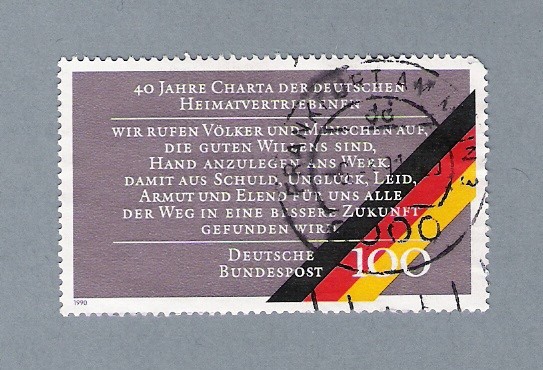 40 JAHRE CHARTA DER DEUTSCHEN
HEIMATVERTRIEBENEN
WIR RUFEN VÖLKER UND MENSCHEN AUF,
DIE GUTEN WILLENS SIND,
HAND ANZULEGEN ANS WERK,
DAMIT AUS SCHULD, UNGLÜCK, LEID,
ARMUT UND ELEND FÜR UNS ALLE
DER WEG IN EINE BESSERE ZUKUNFT
GEFUNDEN WIRD
DEUTSCHE
BUNDESPOST 100
1990
FRANKFURT AM